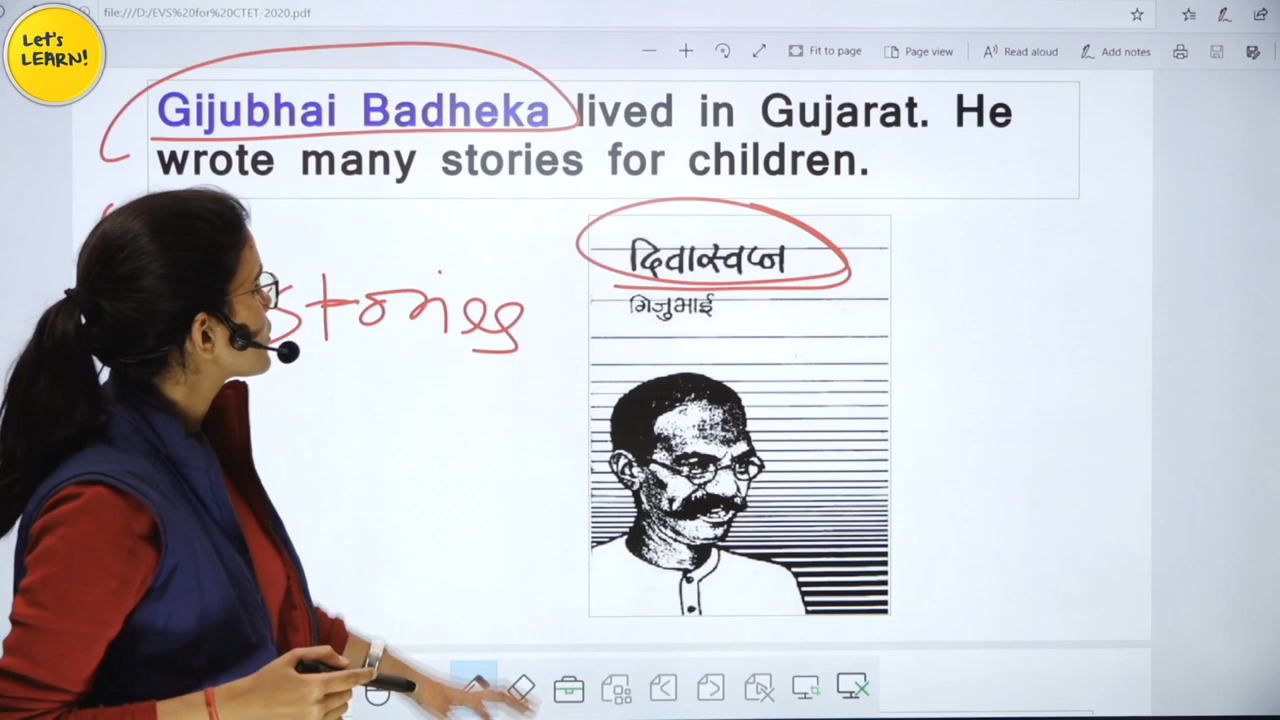 file:///D:/EVS%20for%20CTET-2020.pdf
Let's
LEARN!
Fit to page
Page view
Read aloud
Add notes
Gijubhai Badheka lived in Gujarat. He
wrote many stories for children.
दिवास्वप्न
गिजुभाई
Stories